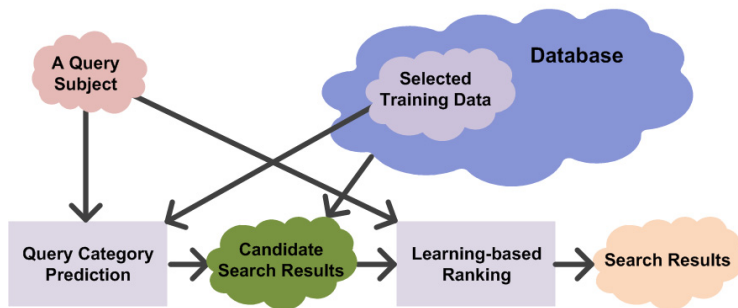 A Query
Subject
Database
Selected
Training Data
Query Category
Prediction
Candidate
Search Results
Learning-based
Ranking
Search Results